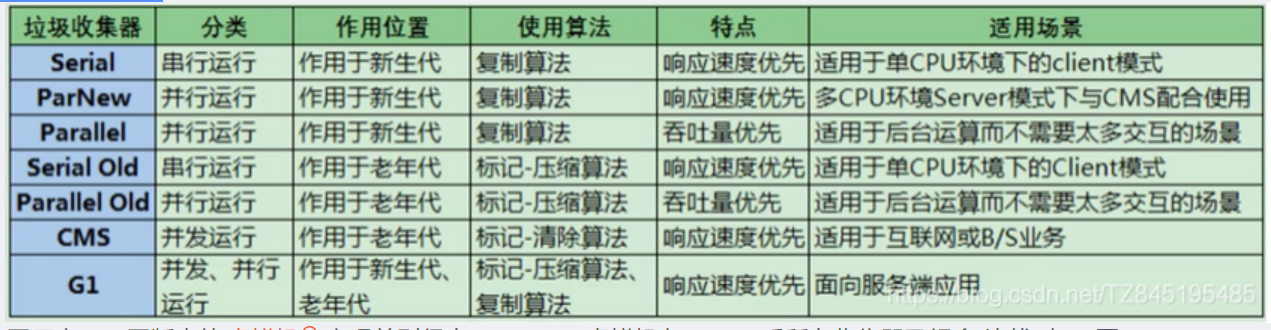 垃圾收集器 分类 作用位置 使用算法 特点 适用场景
Serial 串行运行 作用于新生代 复制算法 响应速度优先 适用于单CPU环境下的client模式
ParNew 并行运行 作用于新生代 复制算法 响应速度优先 多CPU环境Server模式下与CMS配合使用
Parallel 并行运行 作用于新生代 复制算法 吞吐量优先 适用于后台运算而不需要太多交互的场景
Serial Old 串行运行 作用于老年代 标记-压缩算法 响应速度优先 适用于单CPU环境下的Client模式
Parallel Old 并行运行 作用于老年代 标记-压缩算法 吞吐量优先 适用于后台运算而不需要太多交互的场景
CMS 并发运行 作用于老年代 标记-清除算法 响应速度优先 适用于互联网或B/S业务
G1 并发、并行运行 作用于新生代、老年代 标记-压缩算法、复制算法 响应速度优先 面向服务端应用
https://blog.csdn.net/TZ845195485